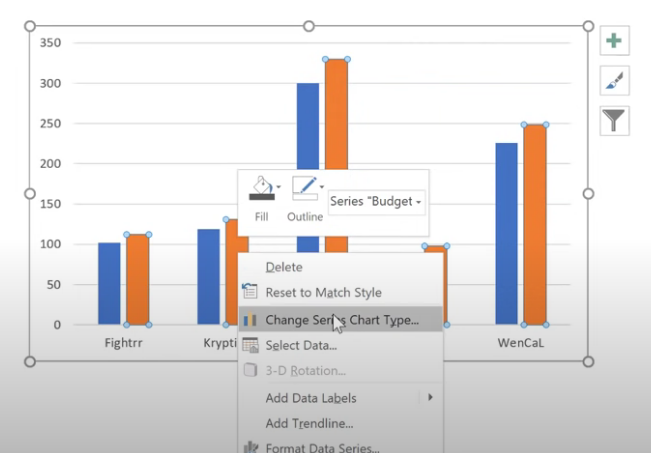 350
300
250
200
150
100
50
0
Fill Outline Series "Budget
Delete
Reset to Match Style
Change Series Chart Type...
Select Data...
3-D Rotation...
Add Data Labels
Add Trendline...
Format Data Series...
Fightrr Krypti WenCaL